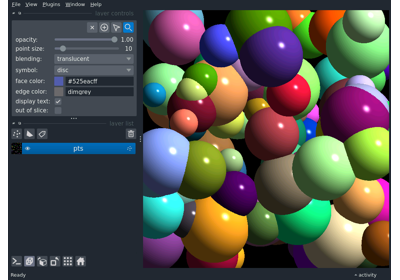 File View Plugins Window Help
layer controls
opacity: 1.00
point size: 10
blending: translucent
symbol: disc
face color: #525eacff
edge color: dimgrey
display text:
out of slice:
layer list
pts
Ready
activity